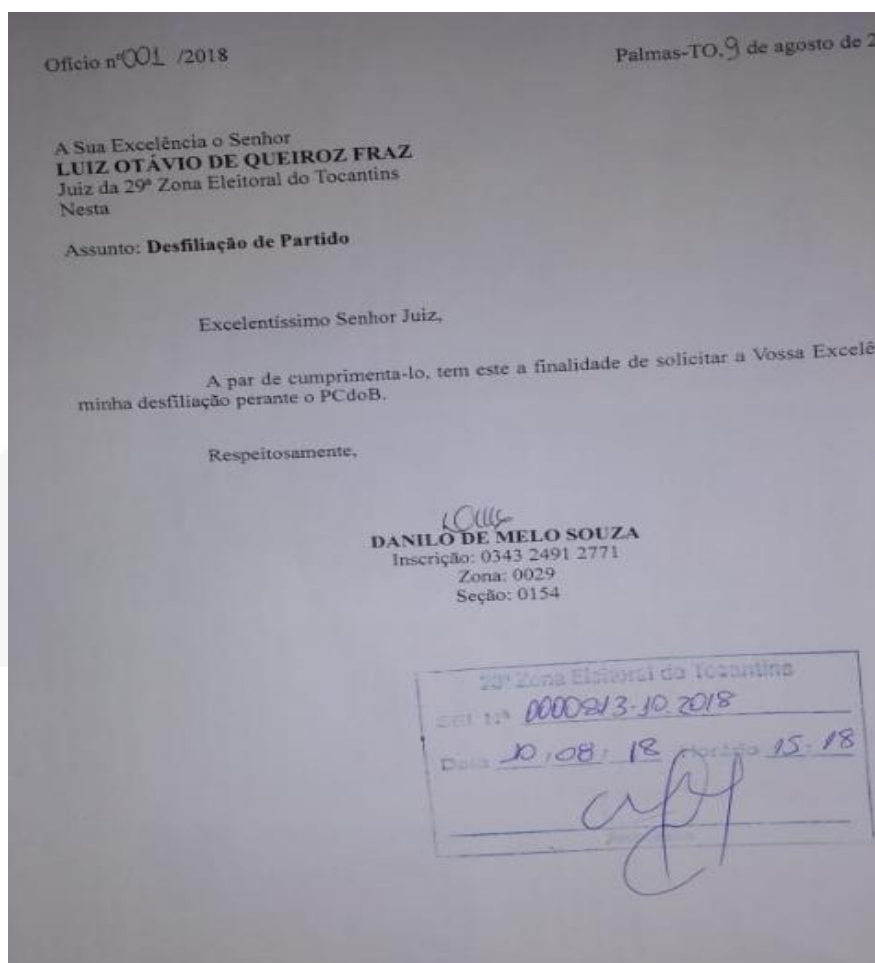 Ofício nº001 /2018
Palmas-TO, 9 de agosto de 2
A Sua Excelência o Senhor
LUIZ OTÁVIO DE QUEIROZ FRAZ
Juiz da 29ª Zona Eleitoral do Tocantins
Nesta
Assunto: Desfiliação de Partido
Excelentíssimo Senhor Juiz,
A par de cumprimenta-lo, tem este a finalidade de solicitar a Vossa Excelê
minha desfiliação perante o PCdoB.
Respeitosamente,
DANILO DE MELO SOUZA
Inscrição: 0343 2491 2771
Zona: 0029
Seção: 0154
29ª Zona Eleitoral do Tocantins
Nº 0000813-10.2018
Data 10 / 08 / 18 Horário 15:18